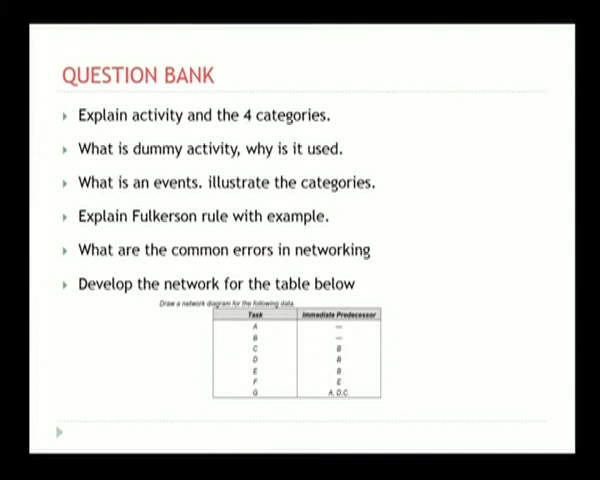 QUESTION BANK
Explain activity and the 4 categories.
What is dummy activity, why is it used.
What is an events. illustrate the categories.
Explain Fulkerson rule with example.
What are the common errors in networking
Develop the network for the table below
Draw a network diagram for the following data.
Task Immediate Predecessor
A —
B —
C B
D B
E B
F E
G A, D, C